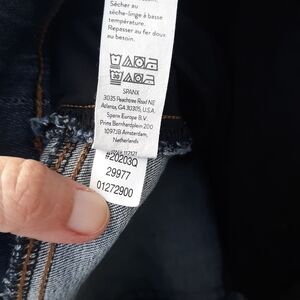 Sécher au
sèche-linge à basse
température.
Repasser au fer doux
au besoin.
SPANX
3035 Peachtree Road NE
Atlanta, GA 30305, U.S.A.
Spanx Europe B.V.
Prins Bernhardplein 200
1097JB Amsterdam,
Netherlands
#20203Q
29977
01272900